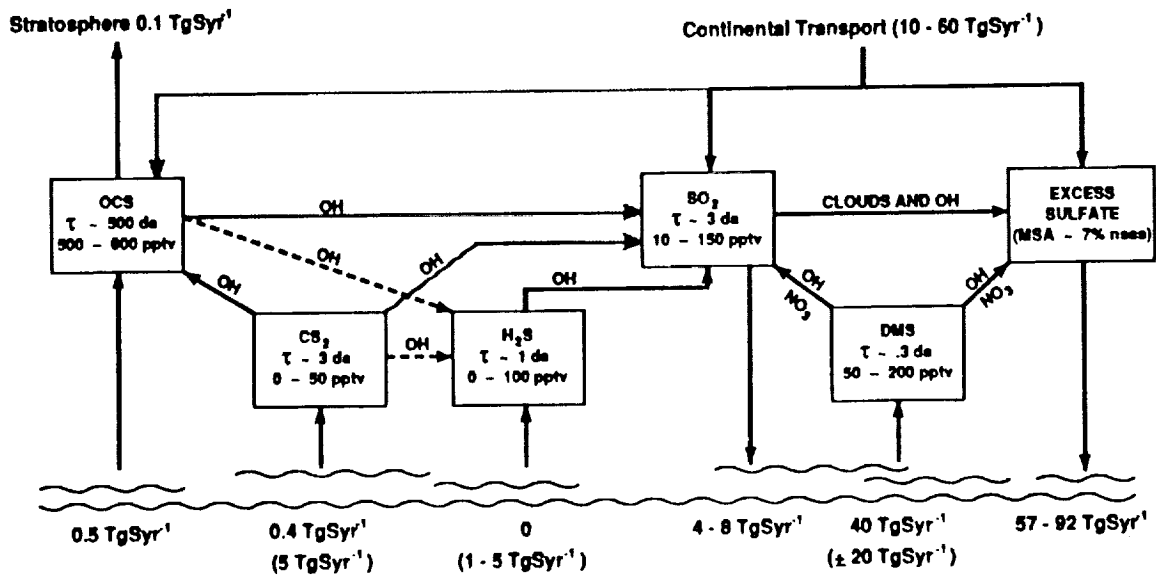 Stratosphere 0.1 TgSyr⁻¹
Continental Transport (10 - 60 TgSyr⁻¹)
OCS
τ ~ 500 da
500 - 600 pptv
OH
OH
OH
OH
SO₂
τ ~ 3 da
10 - 150 pptv
CLOUDS AND OH
EXCESS
SULFATE
(MSA ~ 7% nses)
CS₂
τ ~ 3 da
0 - 50 pptv
OH
H₂S
τ ~ 1 da
0 - 100 pptv
OH
OH
NO₃
DMS
τ ~ .3 da
50 - 200 pptv
OH
NO₃
0.5 TgSyr⁻¹
0.4 TgSyr⁻¹
(5 TgSyr⁻¹)
0
(1 - 5 TgSyr⁻¹)
4 - 8 TgSyr⁻¹
40 TgSyr⁻¹
(± 20 TgSyr⁻¹)
57 - 92 TgSyr⁻¹